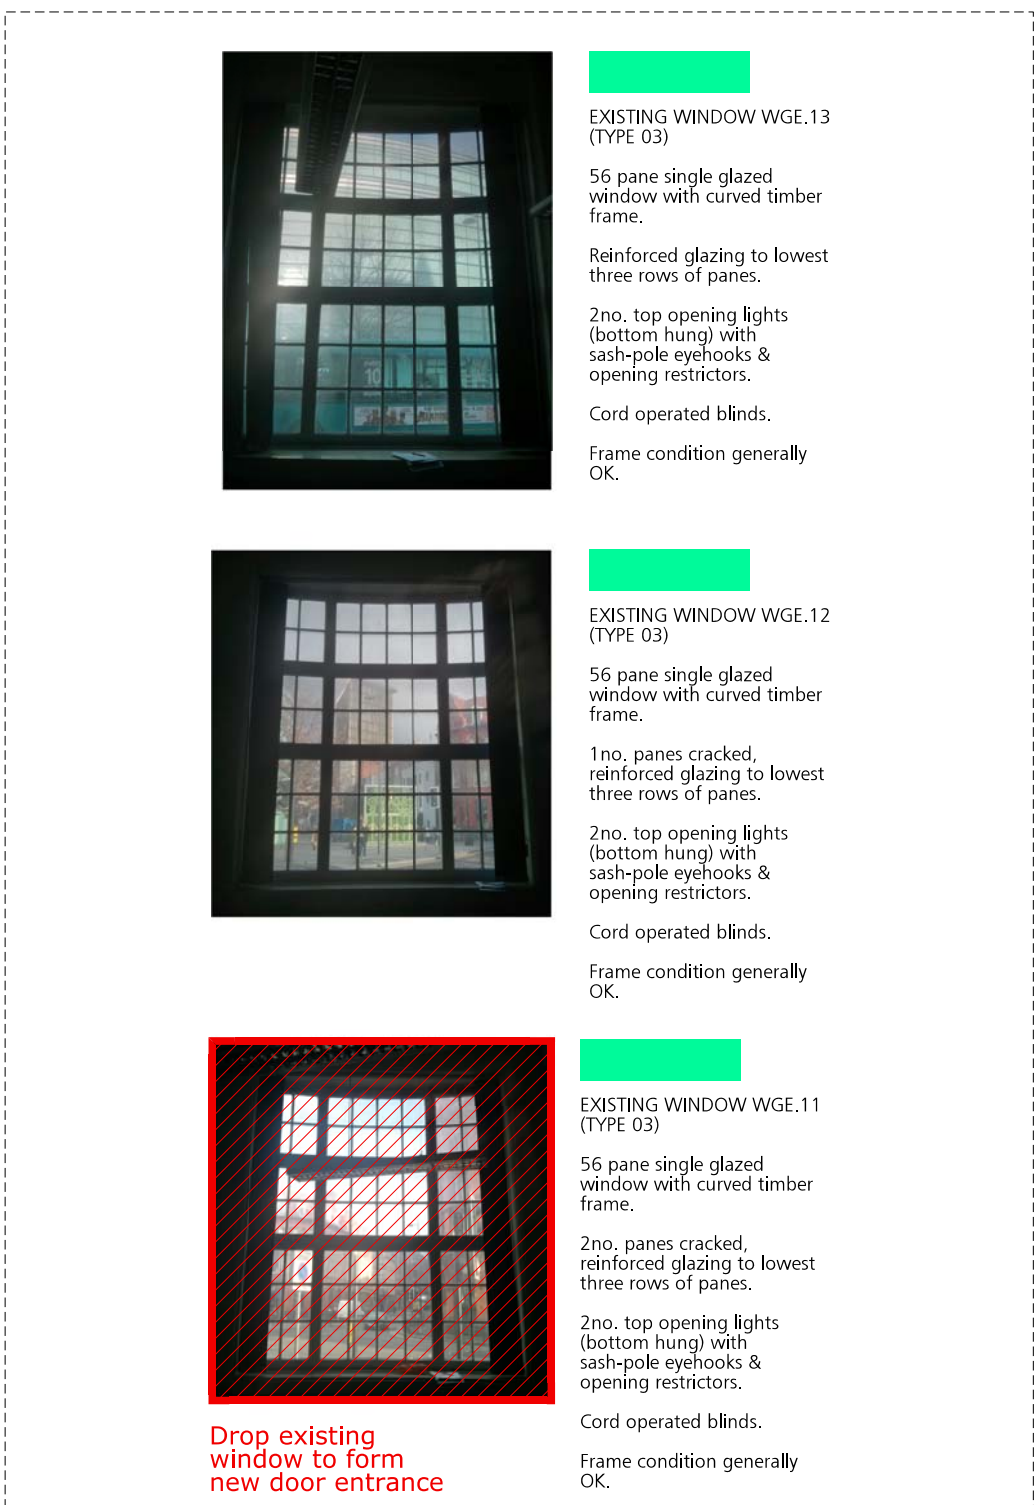 EXISTING WINDOW WGE.13
(TYPE 03)
56 pane single glazed
window with curved timber
frame.
Reinforced glazing to lowest
three rows of panes.
2no. top opening lights
(bottom hung) with
sash-pole eyehooks &
opening restrictors.
Cord operated blinds.
Frame condition generally
OK.
10
EXISTING WINDOW WGE.12
(TYPE 03)
56 pane single glazed
window with curved timber
frame.
1no. panes cracked,
reinforced glazing to lowest
three rows of panes.
2no. top opening lights
(bottom hung) with
sash-pole eyehooks &
opening restrictors.
Cord operated blinds.
Frame condition generally
OK.
EXISTING WINDOW WGE.11
(TYPE 03)
56 pane single glazed
window with curved timber
frame.
2no. panes cracked,
reinforced glazing to lowest
three rows of panes.
2no. top opening lights
(bottom hung) with
sash-pole eyehooks &
opening restrictors.
Cord operated blinds.
Frame condition generally
OK.
Drop existing
window to form
new door entrance